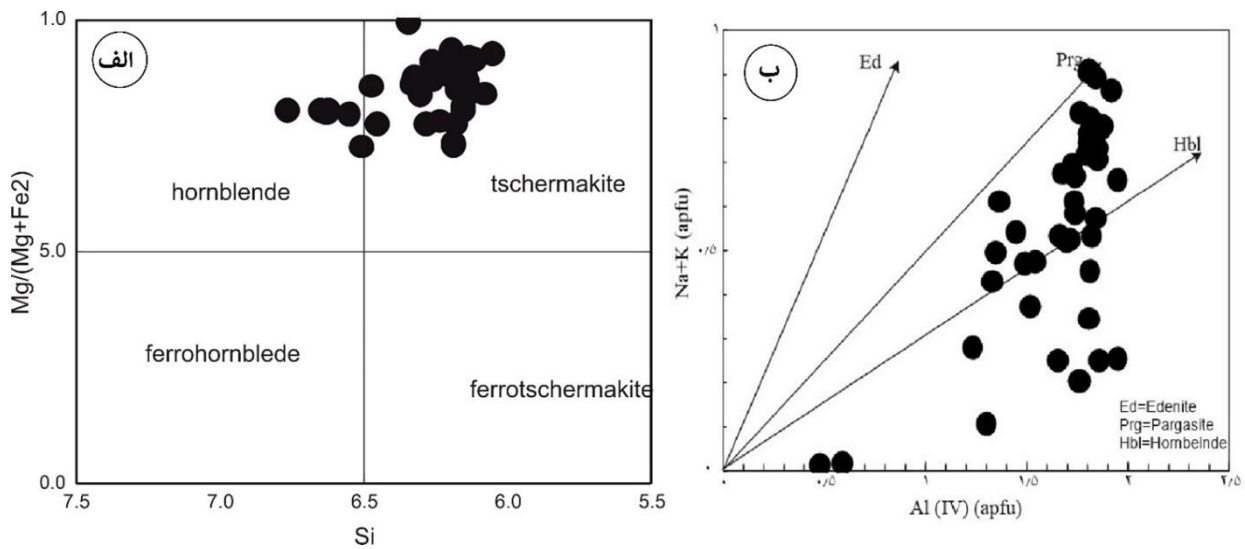 الف
1.0
5.0
0.0
Mg/(Mg+Fe2)
hornblende
tschermakite
ferrohornblede
ferrotschermakite
7.5 7.0 6.5 6.0 5.5
Si
ب
Ed
Prg
Hbl
۱
۰/۵
۰
Na+K (apfu)
Ed=Edenite
Prg=Pargasite
Hbl=Hornbelnde
۰ ۰/۵ ۱ ۱/۵ ۲ ۲/۵
Al (IV) (apfu)